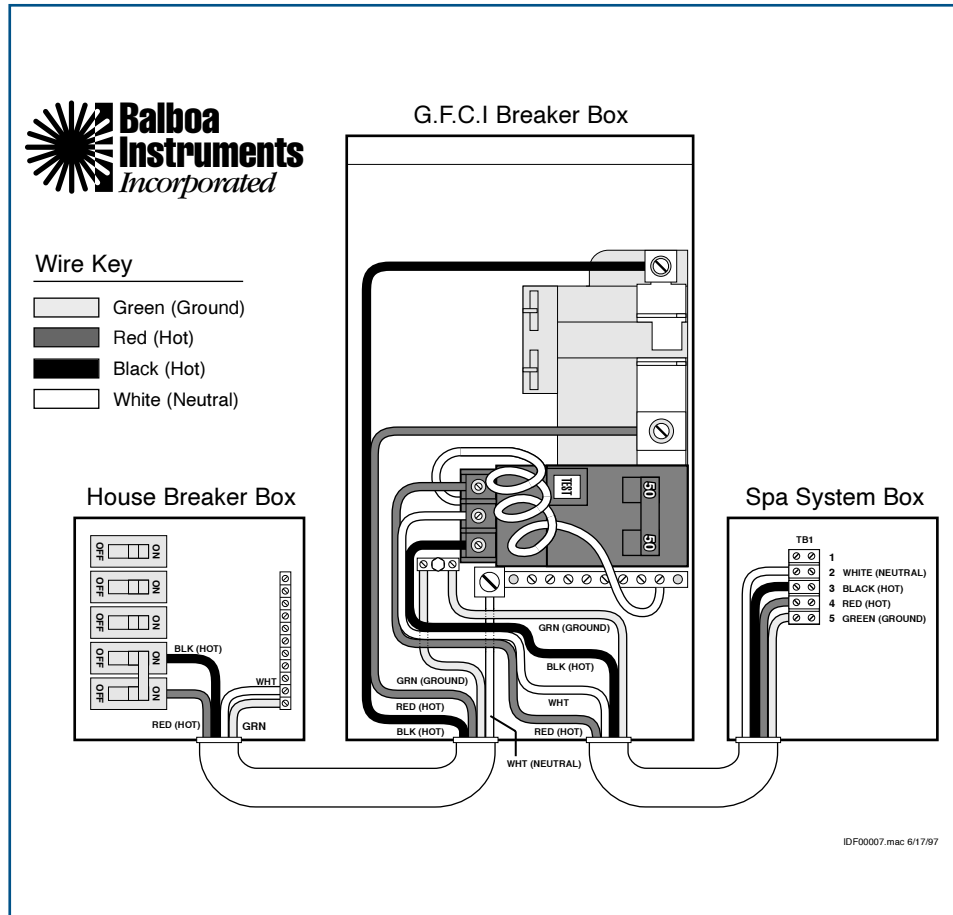 Balboa
Instruments
Incorporated
G.F.C.I Breaker Box
Wire Key
Green (Ground)
Red (Hot)
Black (Hot)
White (Neutral)
House Breaker Box
OFF ON
OFF ON
OFF ON
OFF ON
OFF ON
BLK (HOT)
WHT
RED (HOT)
GRN
TEST
50
50
GRN (GROUND)
BLK (HOT)
GRN (GROUND)
WHT
RED (HOT)
BLK (HOT)
RED (HOT)
WHT (NEUTRAL)
Spa System Box
TB1
1
2 WHITE (NEUTRAL)
3 BLACK (HOT)
4 RED (HOT)
5 GREEN (GROUND)
IDF00007.mac 6/17/97